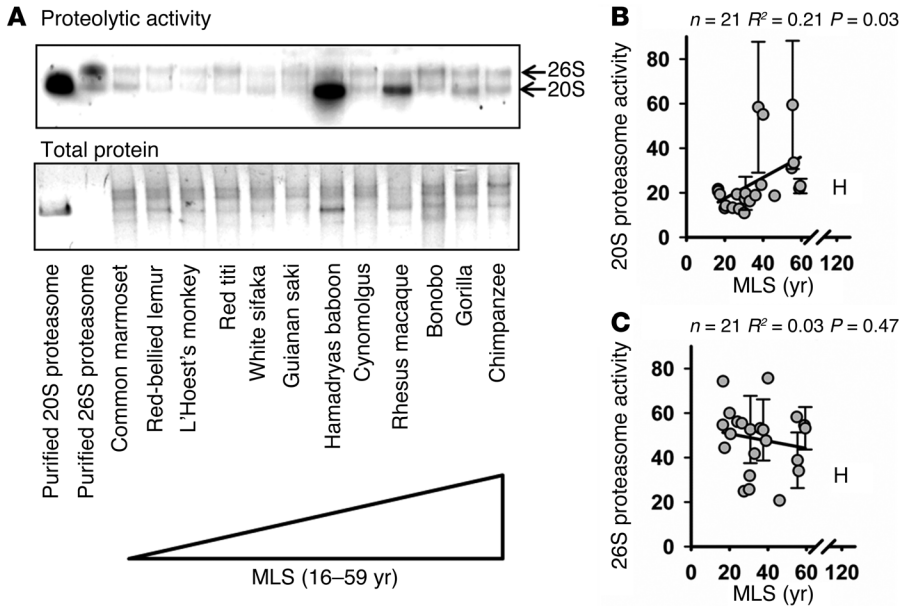 A
Proteolytic activity
26S
20S
Total protein
Purified 20S proteasome
Purified 26S proteasome
Common marmoset
Red-bellied lemur
L'Hoest's monkey
Red titi
White sifaka
Guianan saki
Hamadryas baboon
Cynomolgus
Rhesus macaque
Bonobo
Gorilla
Chimpanzee
MLS (16–59 yr)
B
n = 21 R² = 0.21 P = 0.03
20S proteasome activity
80
60
40
20
0
H
0 20 40 60 120
MLS (yr)
C
n = 21 R² = 0.03 P = 0.47
26S proteasome activity
80
60
40
20
0
H
0 20 40 60 120
MLS (yr)